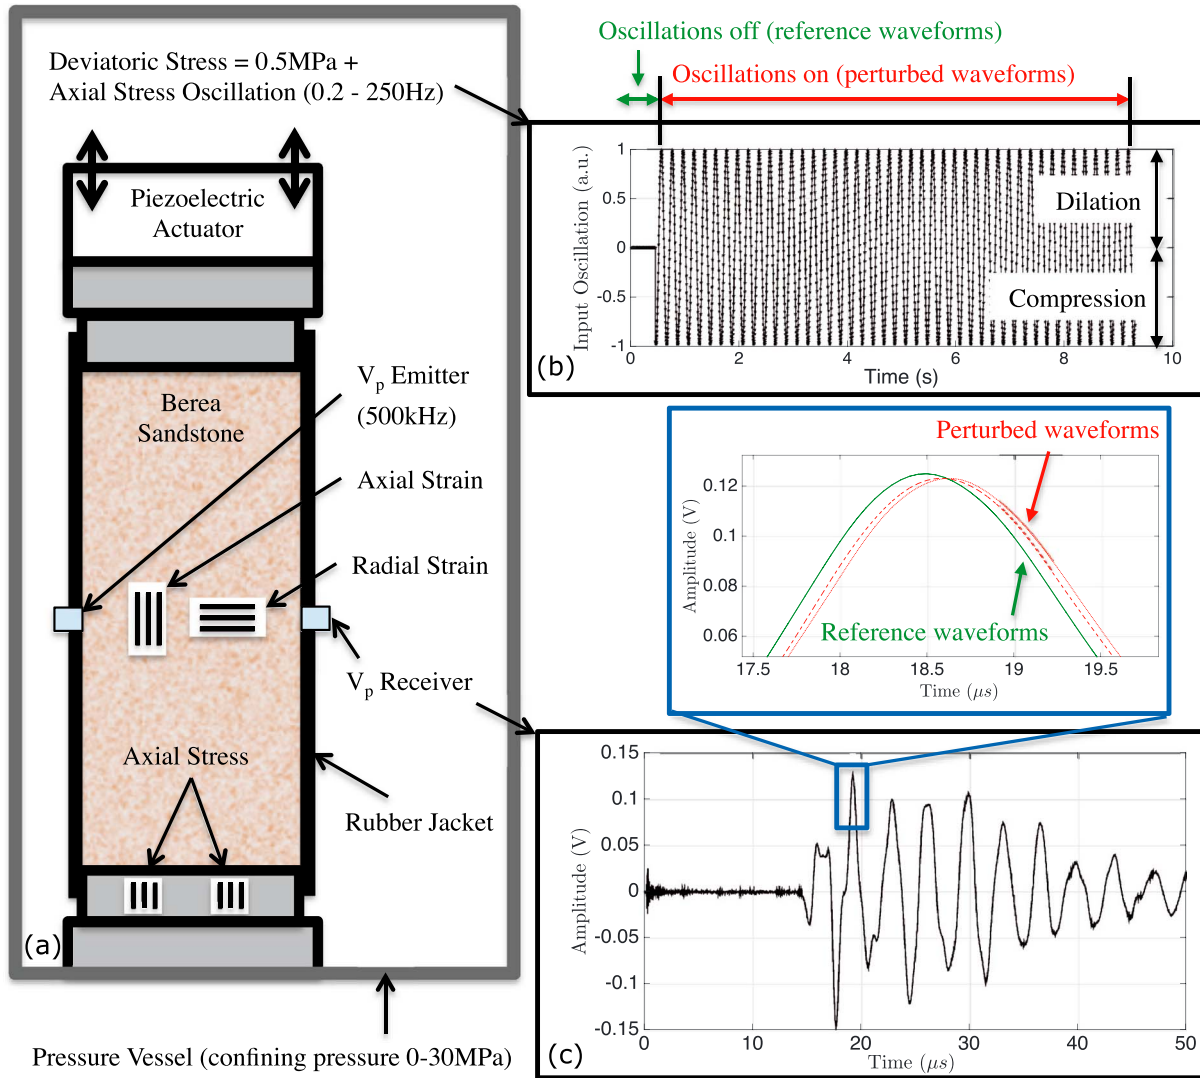 Deviatoric Stress = 0.5MPa +
Axial Stress Oscillation (0.2 - 250Hz)
Piezoelectric
Actuator
Berea
Sandstone
V_p Emitter
(500kHz)
Axial Strain
Radial Strain
V_p Receiver
Axial Stress
Rubber Jacket
(a)
Pressure Vessel (confining pressure 0-30MPa)
Oscillations off (reference waveforms)
Oscillations on (perturbed waveforms)
Input Oscillation (a.u.)
1
0.5
0
-0.5
-1
Dilation
Compression
0 2 4 6 8 10
Time (s)
(b)
Perturbed waveforms
Amplitude (V)
0.12
0.1
0.08
0.06
Reference waveforms
17.5 18 18.5 19 19.5
Time (μs)
Amplitude (V)
0.15
0.1
0.05
0
-0.05
-0.1
-0.15
0 10 20 30 40 50
Time (μs)
(c)